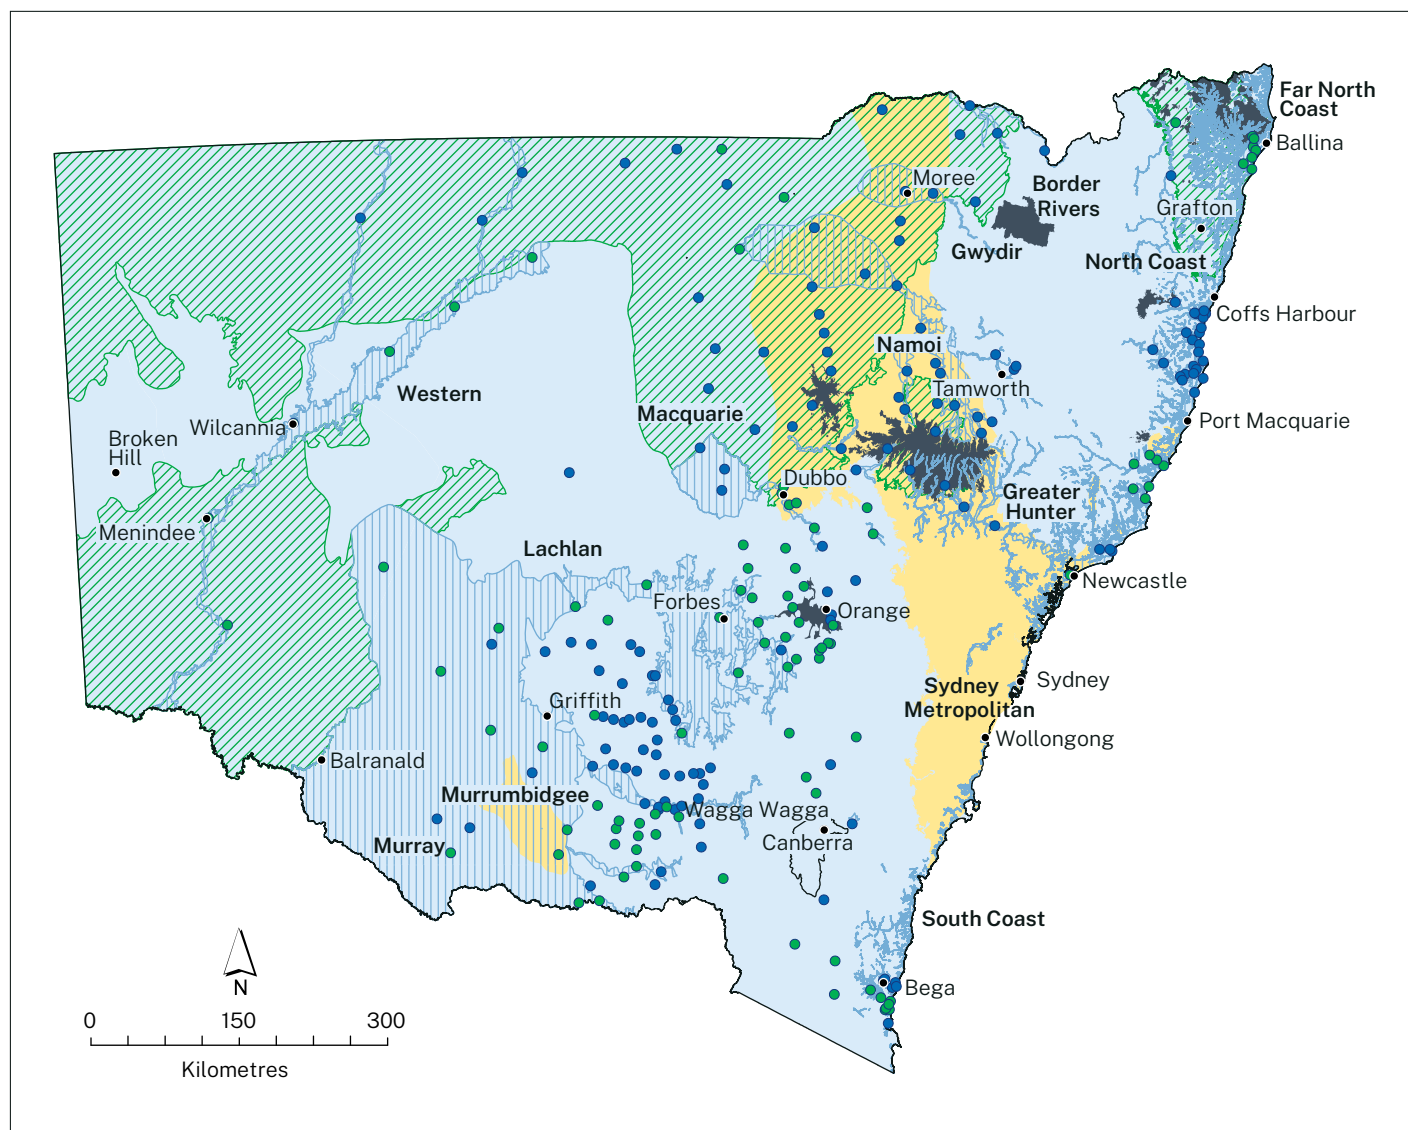 Far North
Coast
Ballina
Moree
Border
Rivers
Grafton
Gwydir
North Coast
Coffs Harbour
Namoi
Tamworth
Western
Macquarie
Port Macquarie
Wilcannia
Broken
Hill
Dubbo
Greater
Hunter
Menindee
Lachlan
Newcastle
Forbes
Orange
Sydney
Metropolitan
Sydney
Griffith
Wollongong
Balranald
Murrumbidgee
Wagga Wagga
Canberra
Murray
South Coast
Bega
N
0 150 300
Kilometres